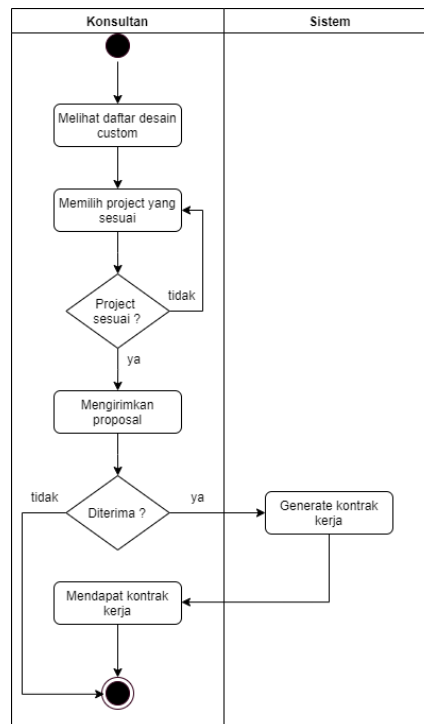 Konsultan
Sistem
Melihat daftar desain
custom
Memilih project yang
sesuai
Project
sesuai ?
tidak
ya
Mengirimkan
proposal
tidak
Diterima ?
ya
Generate kontrak
kerja
Mendapat kontrak
kerja